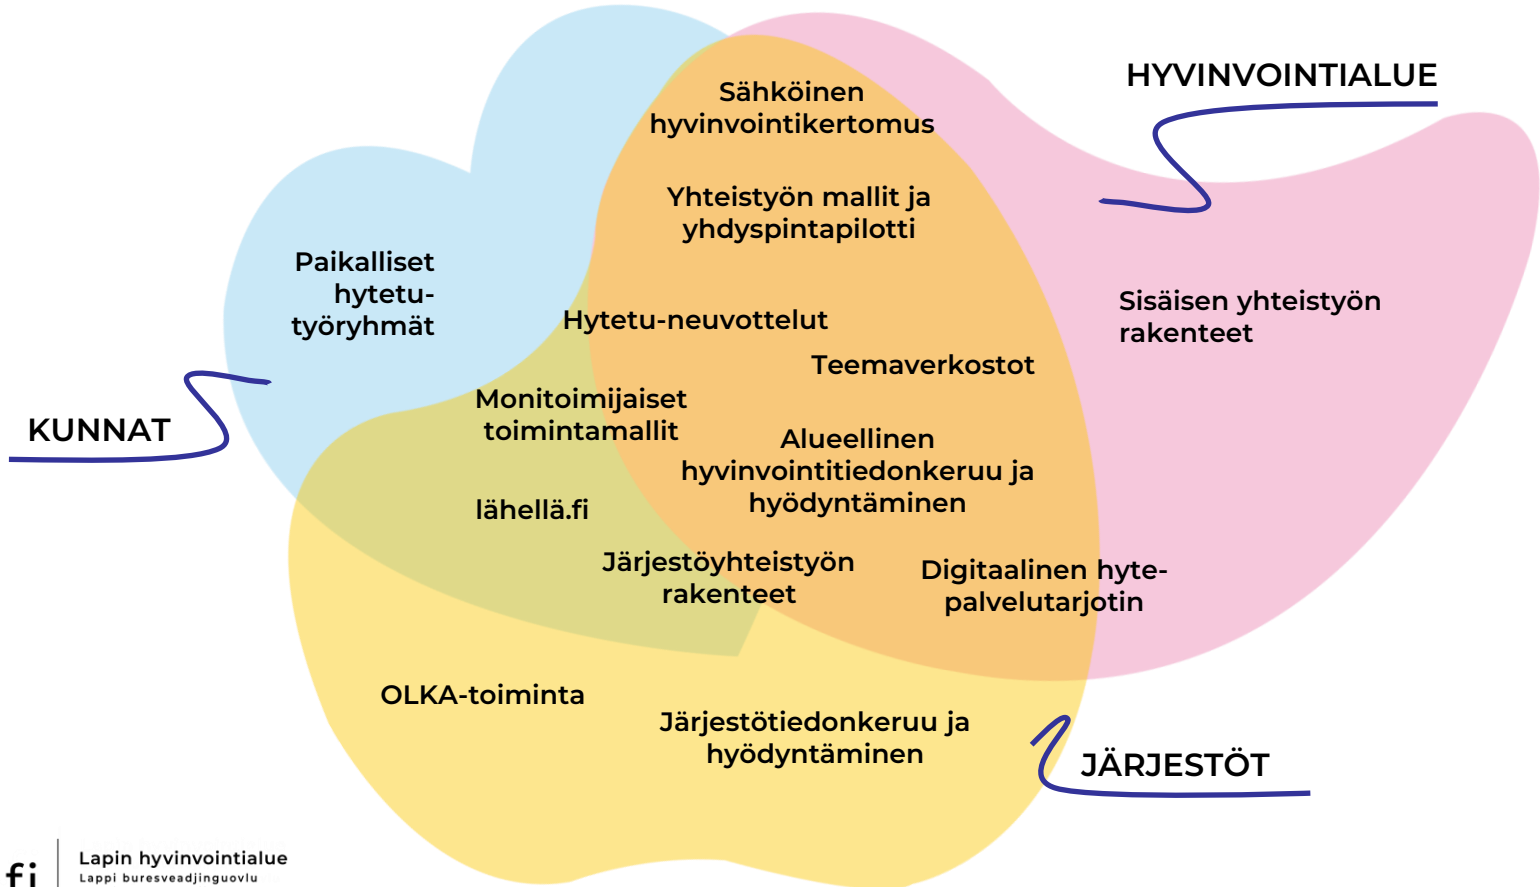 HYVINVOINTIALUE
Sähköinen
hyvinvointikertomus
Yhteistyön mallit ja
yhdyspintapilotti
Paikalliset
hytetu-
työryhmät
Sisäisen yhteistyön
rakenteet
Hytetu-neuvottelut
Teemaverkostot
Monitoimijaiset
toimintamallit
KUNNAT
Alueellinen
hyvinvointitiedonkeruu ja
hyödyntäminen
lähellä.fi
Järjestöyhteistyön
rakenteet
Digitaalinen hyte-
palvelutarjotin
OLKA-toiminta
Järjestötiedonkeruu ja
hyödyntäminen
JÄRJESTÖT
fi
Lapin hyvinvointialue
Lappi buresveadjinguovlu